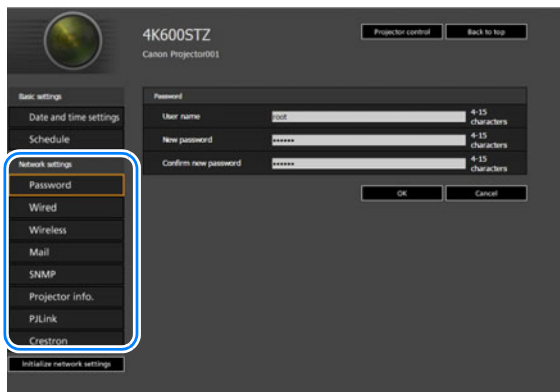 4K600STZ
Canon Projector001
Projector control
Back to top
Basic settings
Date and time settings
Schedule
Network settings
Password
Wired
Wireless
Mail
SNMP
Projector info.
PJLink
Crestron
Initialize network settings
Password
User name root 4-15 characters
New password •••••• 4-15 characters
Confirm new password •••••• 4-15 characters
OK
Cancel